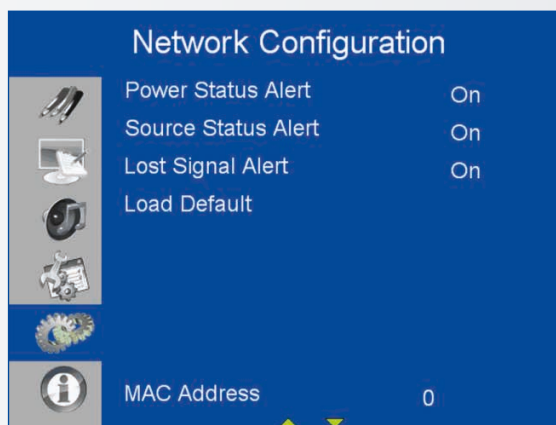 Network Configuration
Power Status Alert On
Source Status Alert On
Lost Signal Alert On
Load Default
MAC Address 0